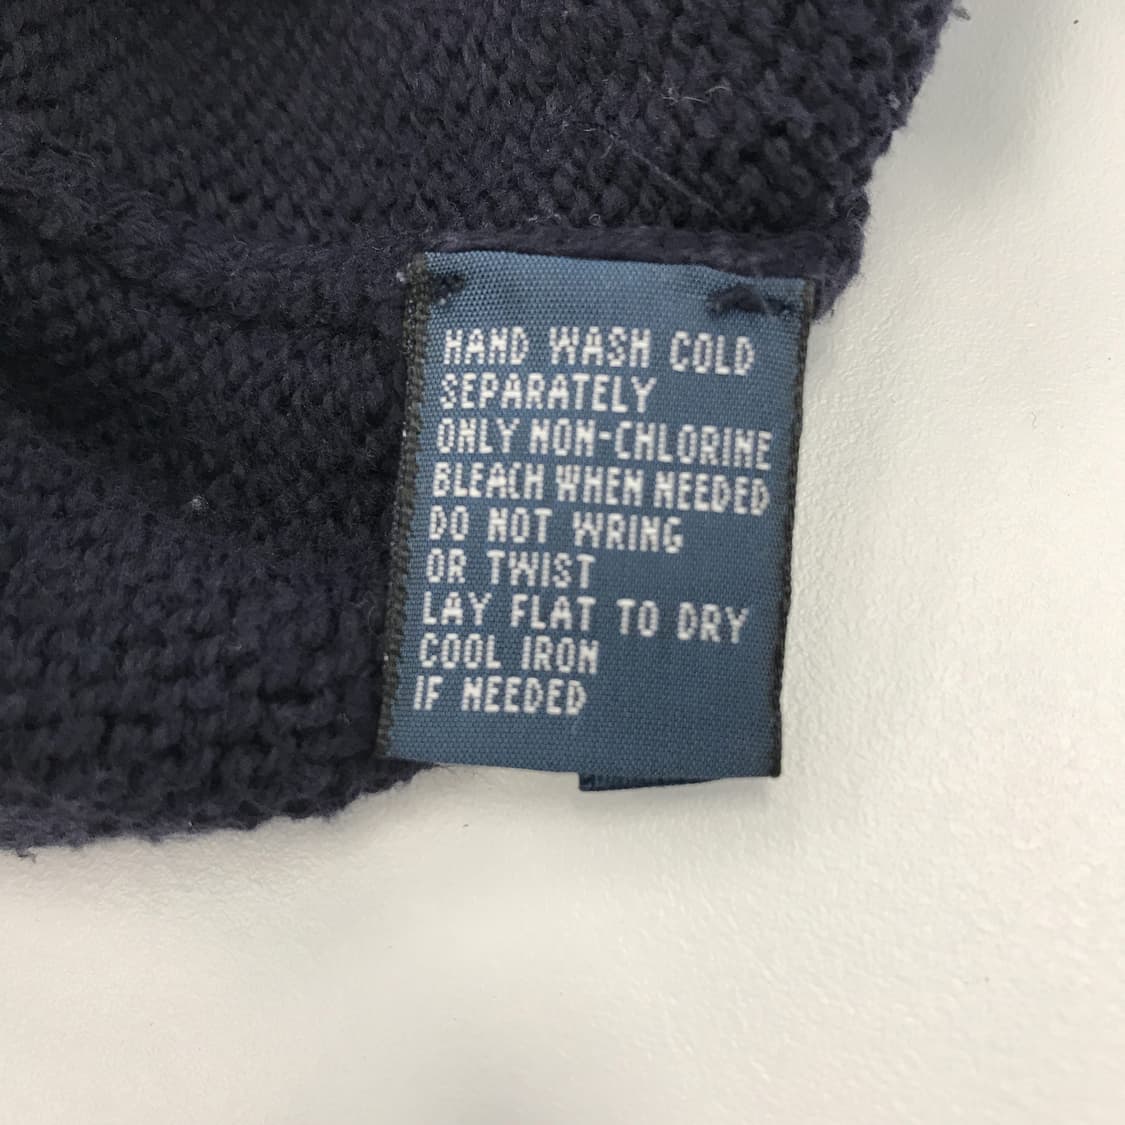 HAND WASH COLD
SEPARATELY
ONLY NON-CHLORINE
BLEACH WHEN NEEDED
DO NOT WRING
OR TWIST
LAY FLAT TO DRY
COOL IRON
IF NEEDED